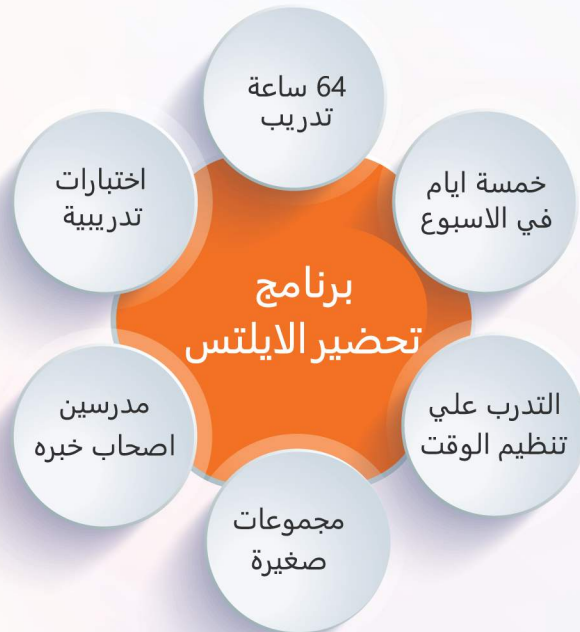 64 ساعة
تدريب
خمسة ايام
في الاسبوع
التدرب علي
تنظيم الوقت
مجموعات
صغيرة
مدرسين
اصحاب خبره
اختبارات
تدريبية
برنامج
تحضير الايلتس